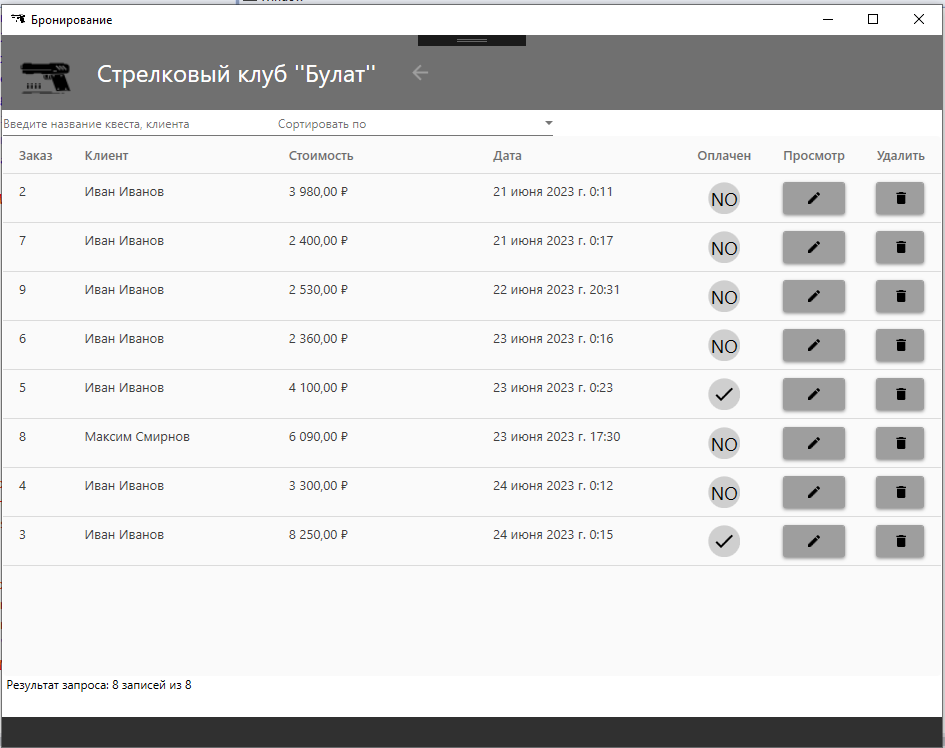 Бронирование
Стрелковый клуб "Булат"
Введите название квеста, клиента Сортировать по
Заказ Клиент Стоимость Дата Оплачен Просмотр Удалить
2 Иван Иванов 3 980,00 ₽ 21 июня 2023 г. 0:11 NO
7 Иван Иванов 2 400,00 ₽ 21 июня 2023 г. 0:17 NO
9 Иван Иванов 2 530,00 ₽ 22 июня 2023 г. 20:31 NO
6 Иван Иванов 2 360,00 ₽ 23 июня 2023 г. 0:16 NO
5 Иван Иванов 4 100,00 ₽ 23 июня 2023 г. 0:23
8 Максим Смирнов 6 090,00 ₽ 23 июня 2023 г. 17:30 NO
4 Иван Иванов 3 300,00 ₽ 24 июня 2023 г. 0:12 NO
3 Иван Иванов 8 250,00 ₽ 24 июня 2023 г. 0:15
Результат запроса: 8 записей из 8